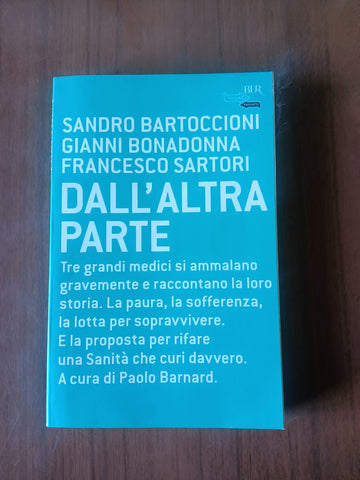 BUR
SANDRO BARTOCCIONI
GIANNI BONADONNA
FRANCESCO SARTORI
DALL'ALTRA
PARTE
Tre grandi medici si ammalano
gravemente e raccontano la loro
storia. La paura, la sofferenza,
la lotta per sopravvivere.
E la proposta per rifare
una Sanità che curi davvero.
A cura di Paolo Barnard.